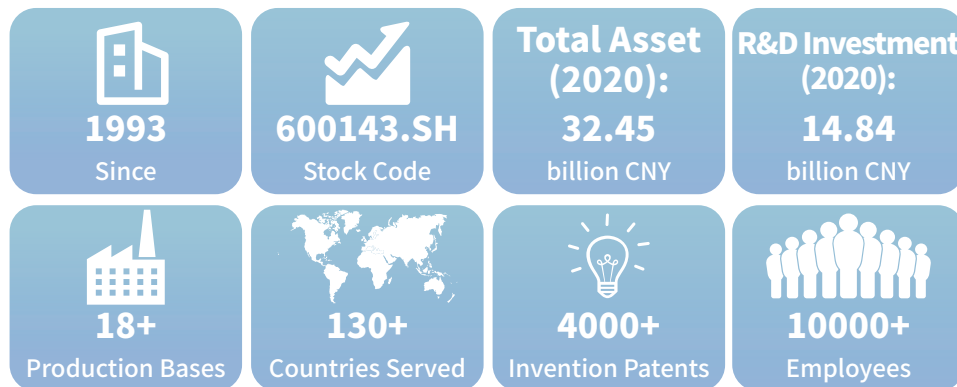 1993
Since
600143.SH
Stock Code
Total Asset
(2020):
32.45
billion CNY
R&D Investment
(2020):
14.84
billion CNY
18+
Production Bases
130+
Countries Served
4000+
Invention Patents
10000+
Employees